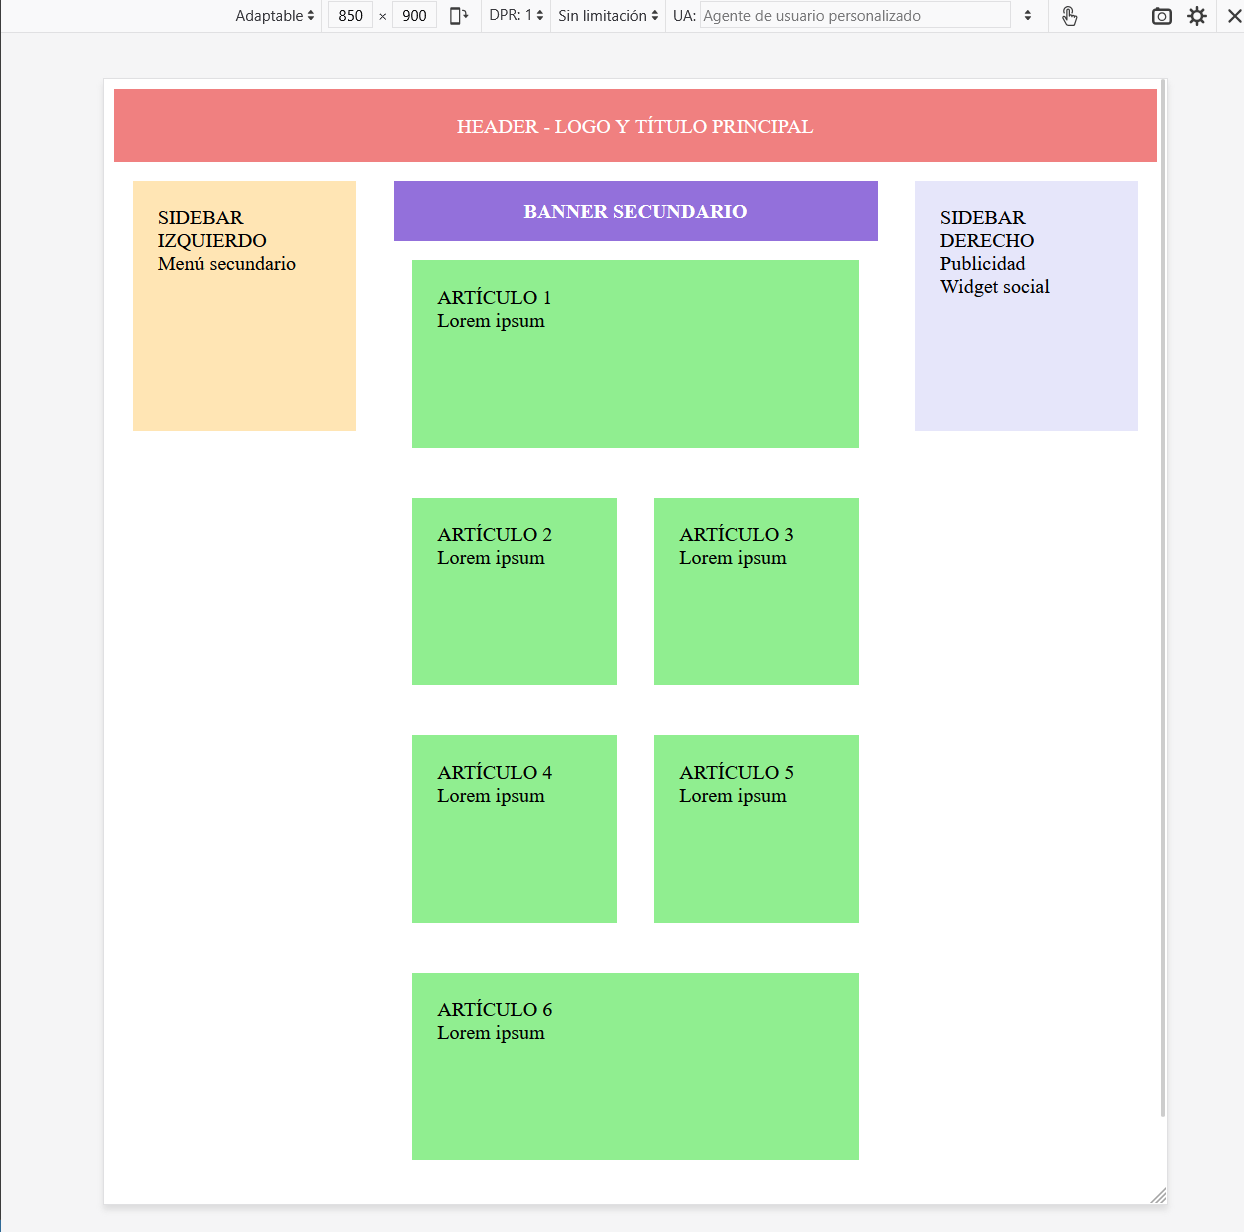 Adaptable 850 × 900 DPR: 1 Sin limitación UA: Agente de usuario personalizado
HEADER - LOGO Y TÍTULO PRINCIPAL
SIDEBAR
IZQUIERDO
Menú secundario
BANNER SECUNDARIO
ARTÍCULO 1
Lorem ipsum
ARTÍCULO 2
Lorem ipsum
ARTÍCULO 3
Lorem ipsum
ARTÍCULO 4
Lorem ipsum
ARTÍCULO 5
Lorem ipsum
ARTÍCULO 6
Lorem ipsum
SIDEBAR
DERECHO
Publicidad
Widget social